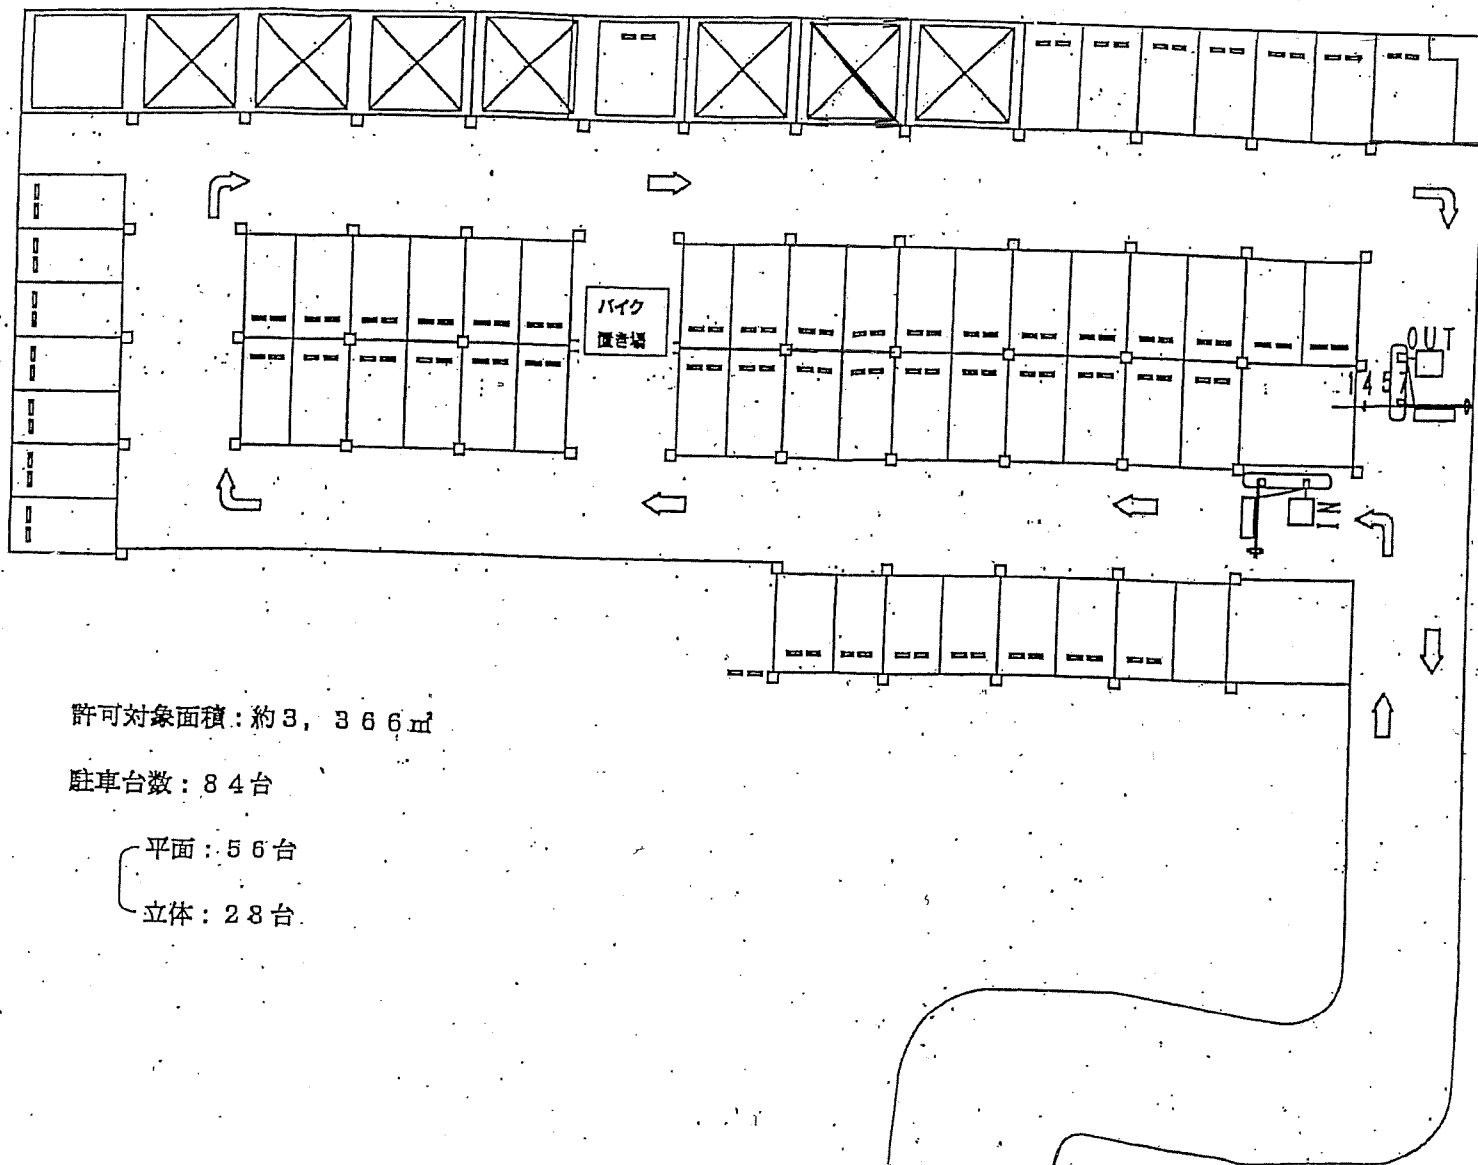 バイク
置き場
OUT
1457
IN
許可対象面積：約3，366㎡
駐車台数：84台
平面：56台
立体：28台